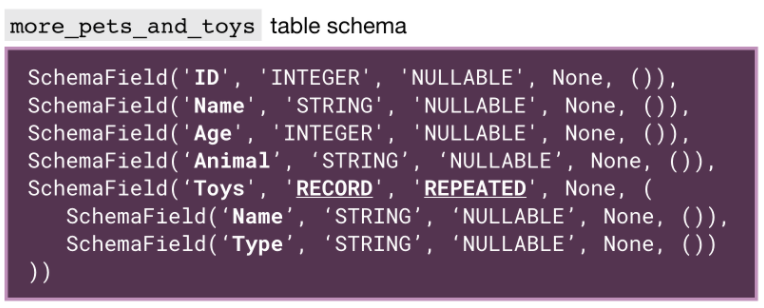 more_pets_and_toys table schema
SchemaField('ID', 'INTEGER', 'NULLABLE', None, ()),
SchemaField('Name', 'STRING', 'NULLABLE', None, ()),
SchemaField('Age', 'INTEGER', 'NULLABLE', None, ()),
SchemaField(‘Animal’, ‘STRING’, ‘NULLABLE’, None, ()),
SchemaField(‘Toys', 'RECORD', 'REPEATED', None, (
SchemaField(‘Name’, ‘STRING’, ‘NULLABLE’, None, ()),
SchemaField(‘Type’, ‘STRING’, ‘NULLABLE’, None, ())
))